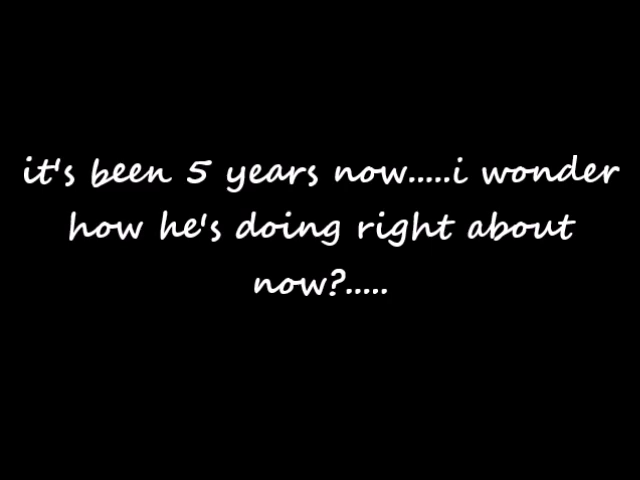 it's been 5 years now.....i wonder
how he's doing right about
now?.....